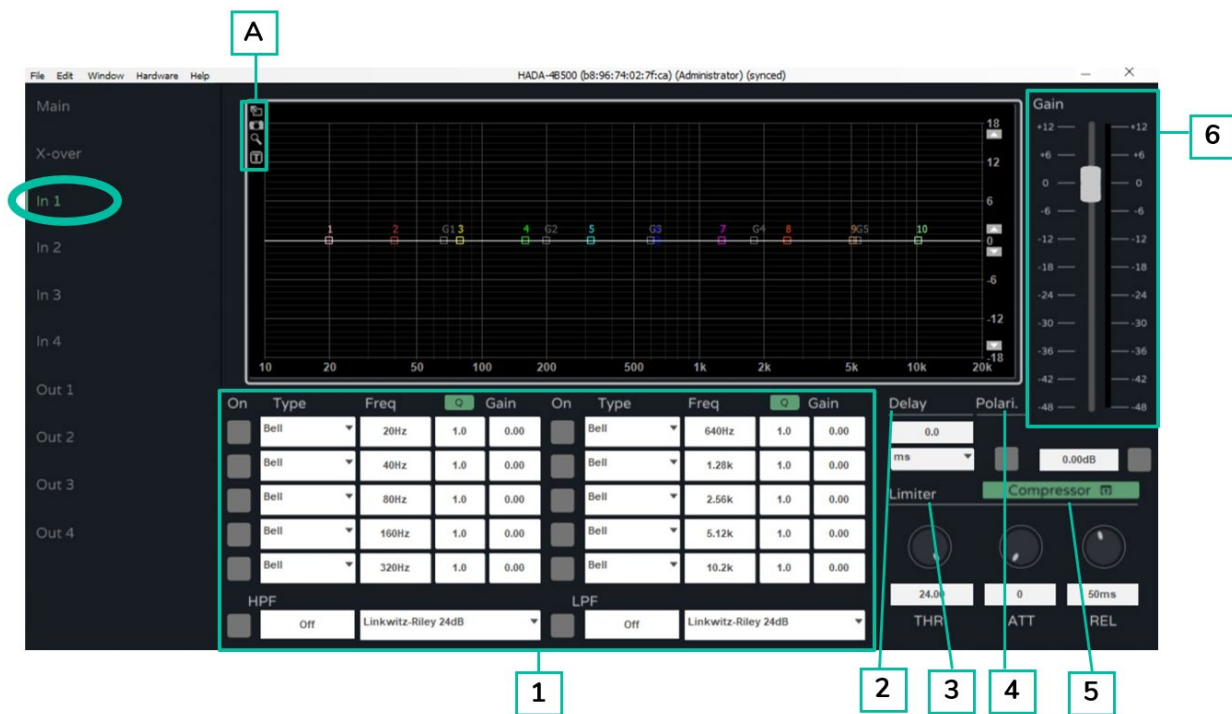 A
File Edit Window Hardware Help HADA-4B500 (b8:96:74:02:7f:ca) (Administrator) (synced)
Main
X-over
In 1
In 2
In 3
In 4
Out 1
Out 2
Out 3
Out 4
T
1 2 G1 3 4 G2 5 G3 7 G4 8 9 G5 10
18
12
6
0
-6
-12
-18
10 20 50 100 200 500 1k 2k 5k 10k 20k
Gain
+12 +12
+6 +6
0 0
-6 -6
-12 -12
-18 -18
-24 -24
-30 -30
-36 -36
-42 -42
-48 -48
6
On Type Freq Q Gain On Type Freq Q Gain
Bell 20Hz 1.0 0.00 Bell 640Hz 1.0 0.00
Bell 40Hz 1.0 0.00 Bell 1.28k 1.0 0.00
Bell 80Hz 1.0 0.00 Bell 2.56k 1.0 0.00
Bell 160Hz 1.0 0.00 Bell 5.12k 1.0 0.00
Bell 320Hz 1.0 0.00 Bell 10.2k 1.0 0.00
HPF LPF
Off Linkwitz-Riley 24dB Off Linkwitz-Riley 24dB
Delay Polari.
0.0
ms 0.00dB
Limiter Compressor
24.00 0 50ms
THR ATT REL
1 2 3 4 5